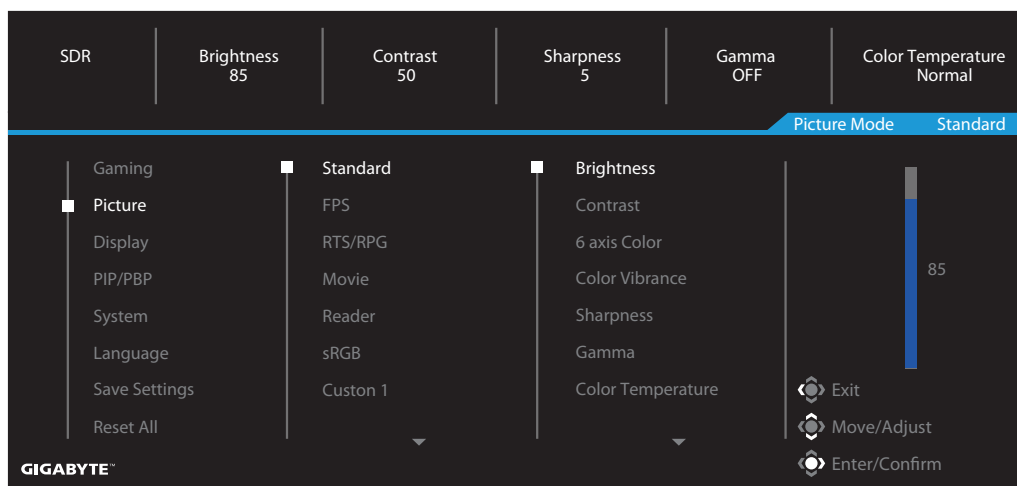 SDR
Brightness
85
Contrast
50
Sharpness
5
Gamma
OFF
Color Temperature
Normal
Picture Mode Standard
Gaming
Picture
Display
PIP/PBP
System
Language
Save Settings
Reset All
Standard
FPS
RTS/RPG
Movie
Reader
sRGB
Custon 1
Brightness
Contrast
6 axis Color
Color Vibrance
Sharpness
Gamma
Color Temperature
85
Exit
Move/Adjust
Enter/Confirm
GIGABYTE™